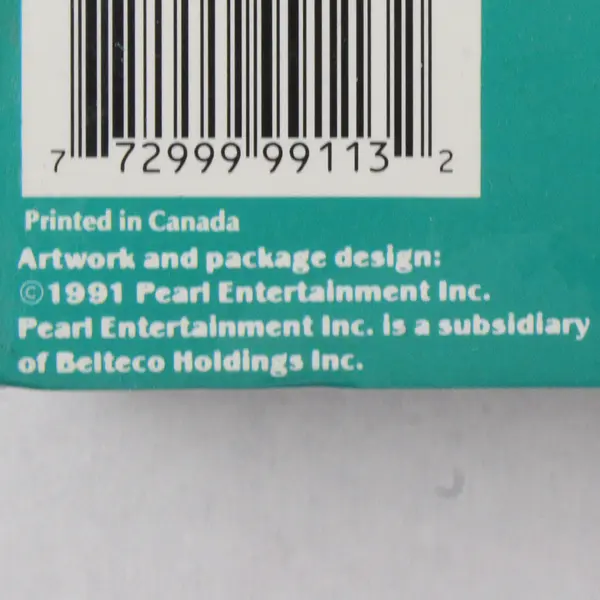 7 72999 99113 2
Printed in Canada
Artwork and package design:
©1991 Pearl Entertainment Inc.
Pearl Entertainment Inc. is a subsidiary
of Belteco Holdings Inc.